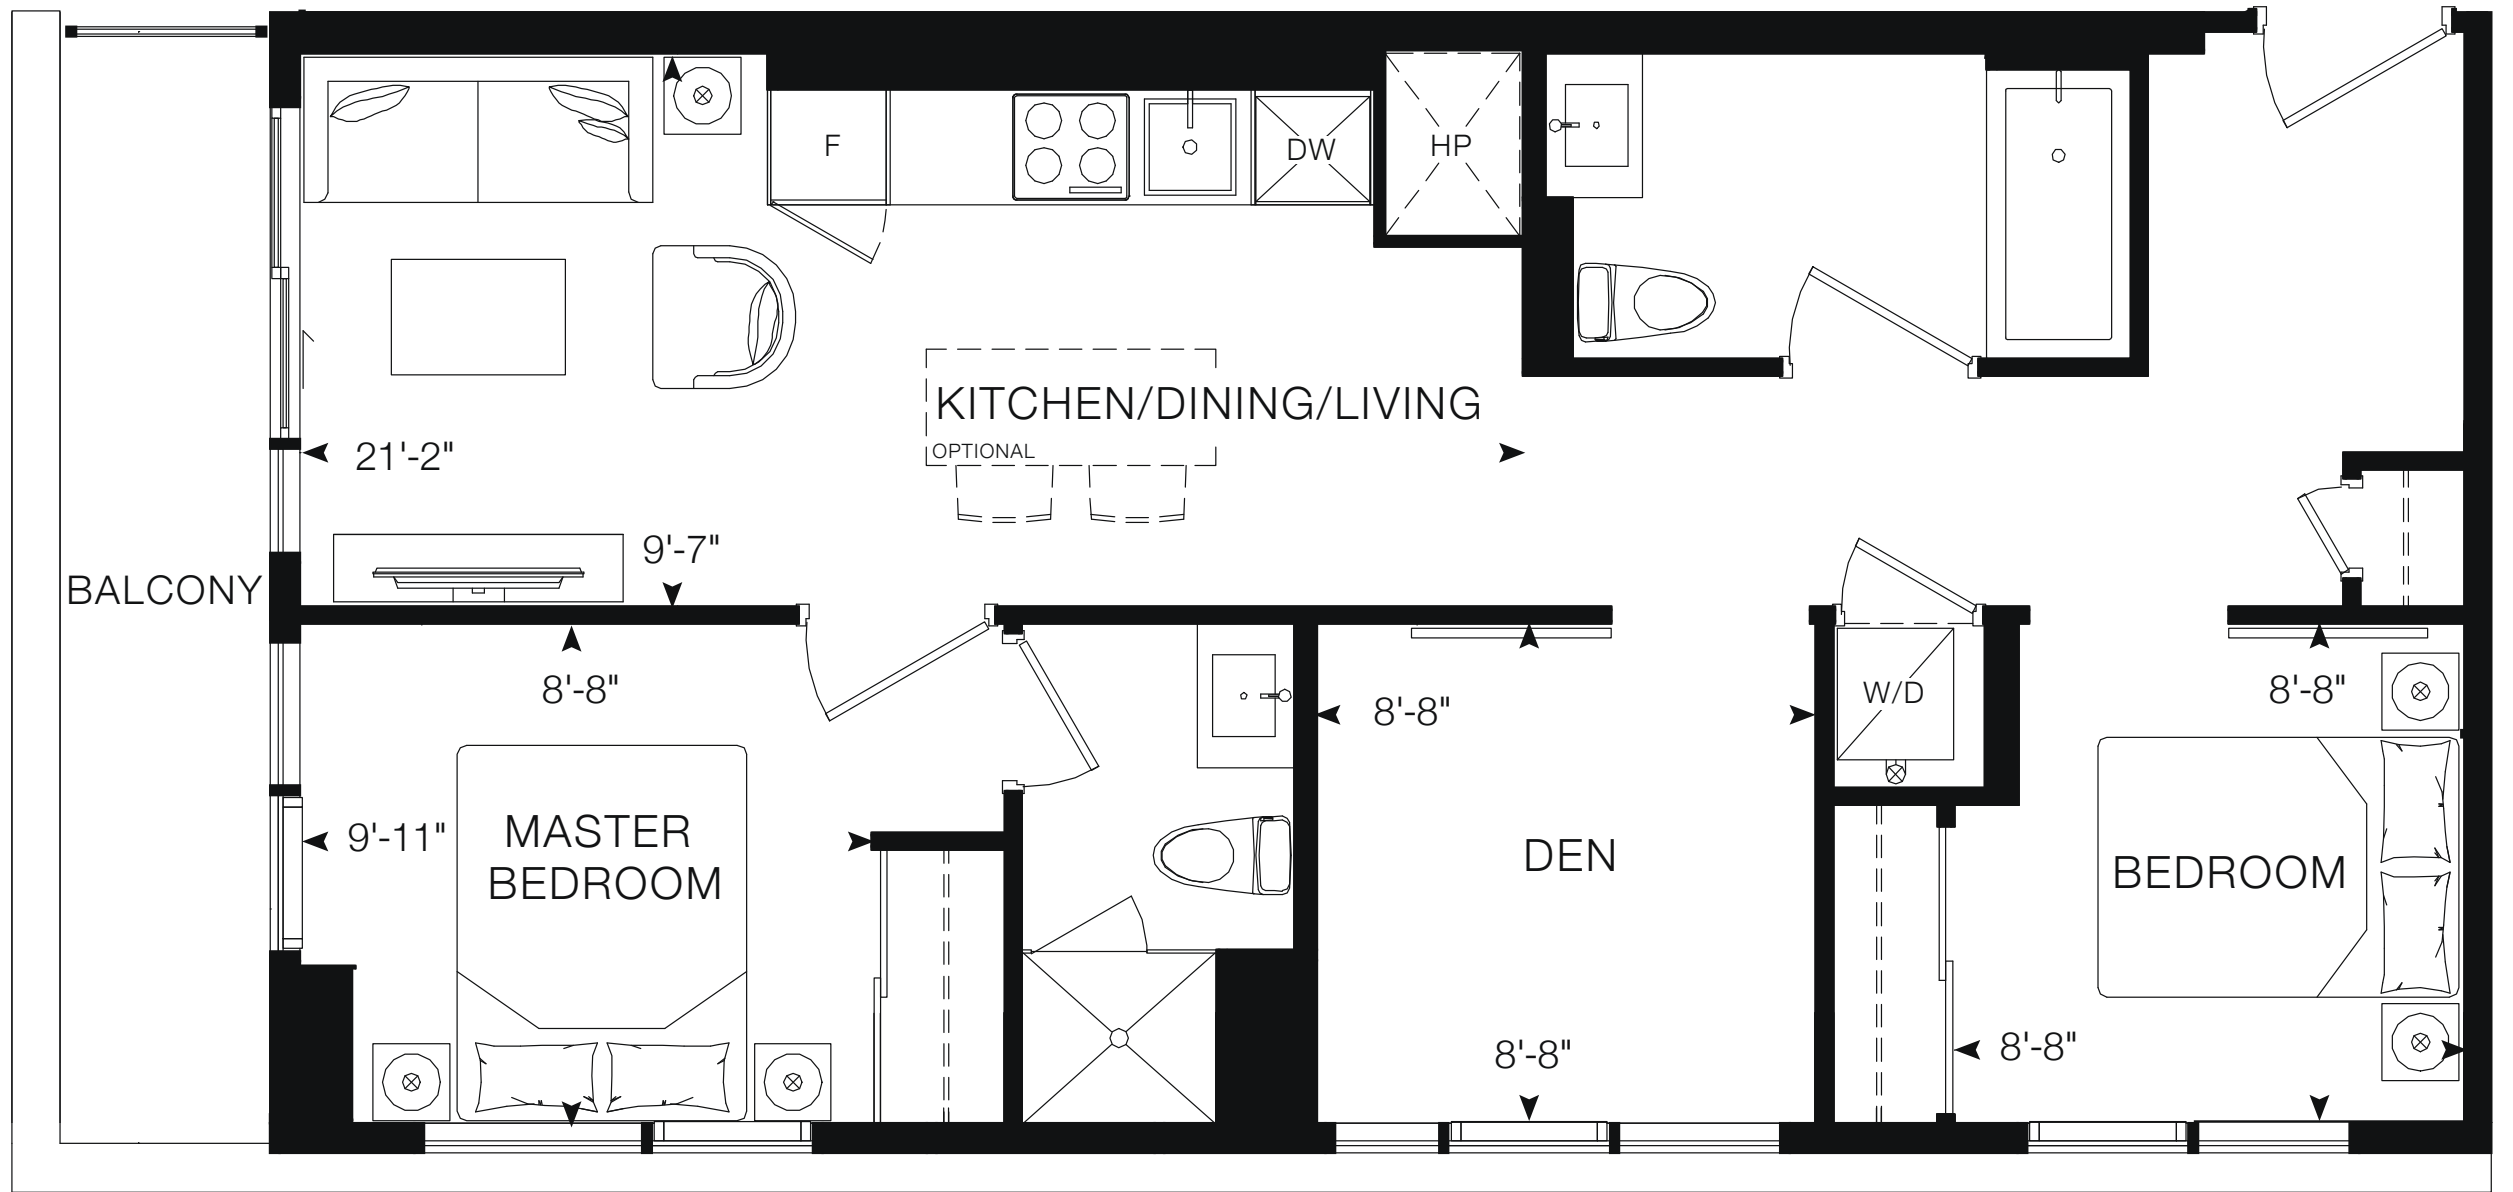 F
DW
HP
KITCHEN/DINING/LIVING
OPTIONAL
21'-2"
9'-7"
BALCONY
8'-8"
8'-8"
W/D
8'-8"
9'-11"
MASTER
BEDROOM
DEN
BEDROOM
8'-8"
8'-8"